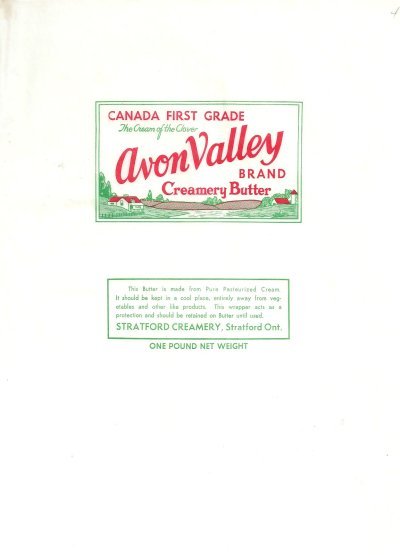 4
CANADA FIRST GRADE
The Cream of the Clover
Avon Valley
BRAND
Creamery Butter
This Butter is made from Pure Pasteurized Cream.
It should be kept in a cool place, entirely away from veg-
etables and other like products. This wrapper acts as a
protection and should be retained on Butter until used.
STRATFORD CREAMERY, Stratford Ont.
ONE POUND NET WEIGHT